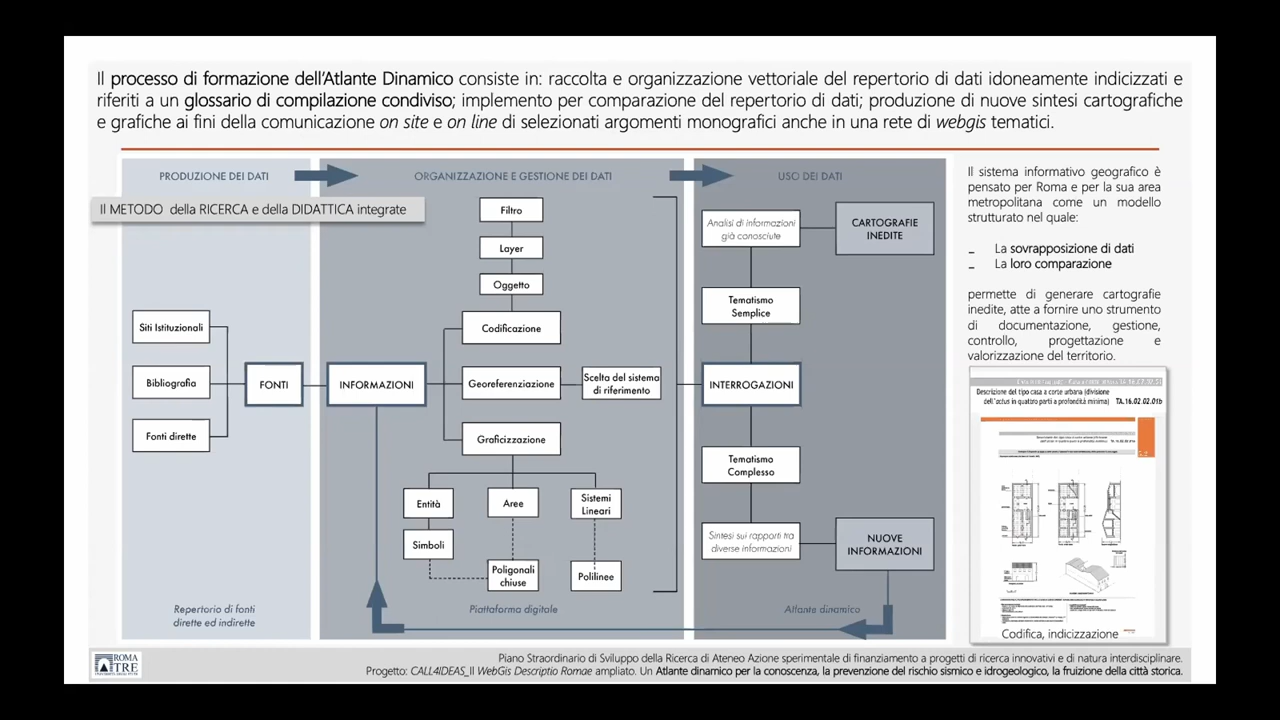 Il processo di formazione dell'Atlante Dinamico consiste in: raccolta e organizzazione vettoriale del repertorio di dati idoneamente indicizzati e
riferiti a un glossario di compilazione condiviso; implemento per comparazione del repertorio di dati; produzione di nuove sintesi cartografiche
e grafiche ai fini della comunicazione on site e on line di selezionati argomenti monografici anche in una rete di webgis tematici.
PRODUZIONE DEI DATI
ORGANIZZAZIONE E GESTIONE DEI DATI
USO DEI DATI
Il METODO della RICERCA e della DIDATTICA integrate
Siti Istituzionali
Bibliografia
Fonti dirette
FONTI
Repertorio di fonti
dirette ed indirette
INFORMAZIONI
Filtro
Layer
Oggetto
Codificazione
Georeferenziazione
Scelta del sistema
di riferimento
Graficizzazione
Entità
Aree
Sistemi
Lineari
Simboli
Poligonali
chiuse
Polilinee
Piattaforma digitale
Analisi di informazioni
già conosciute
CARTOGRAFIE
INEDITE
Tematismo
Semplice
INTERROGAZIONI
Tematismo
Complesso
Sintesi sui rapporti tra
diverse informazioni
NUOVE
INFORMAZIONI
Atlante dinamico
Il sistema informativo geografico è
pensato per Roma e per la sua area
metropolitana come un modello
strutturato nel quale:
_ La sovrapposizione di dati
_ La loro comparazione
permette di generare cartografie
inedite, atte a fornire uno strumento
di documentazione, gestione,
controllo, progettazione e
valorizzazione del territorio.
Descrizione del tipo casa a corte urbana (divisione
dell'actus in quattro parti a profondità minima) TA.16.02.02.01b
Codifica, indicizzazione
ROMA
TRE
Piano Straordinario di Sviluppo della Ricerca di Ateneo Azione sperimentale di finanziamento a progetti di ricerca innovativi e di natura interdisciplinare.
Progetto: CALL4IDEAS_Il WebGis Descriptio Romae ampliato. Un Atlante dinamico per la conoscenza, la prevenzione del rischio sismico e idrogeologico, la fruizione della città storica.